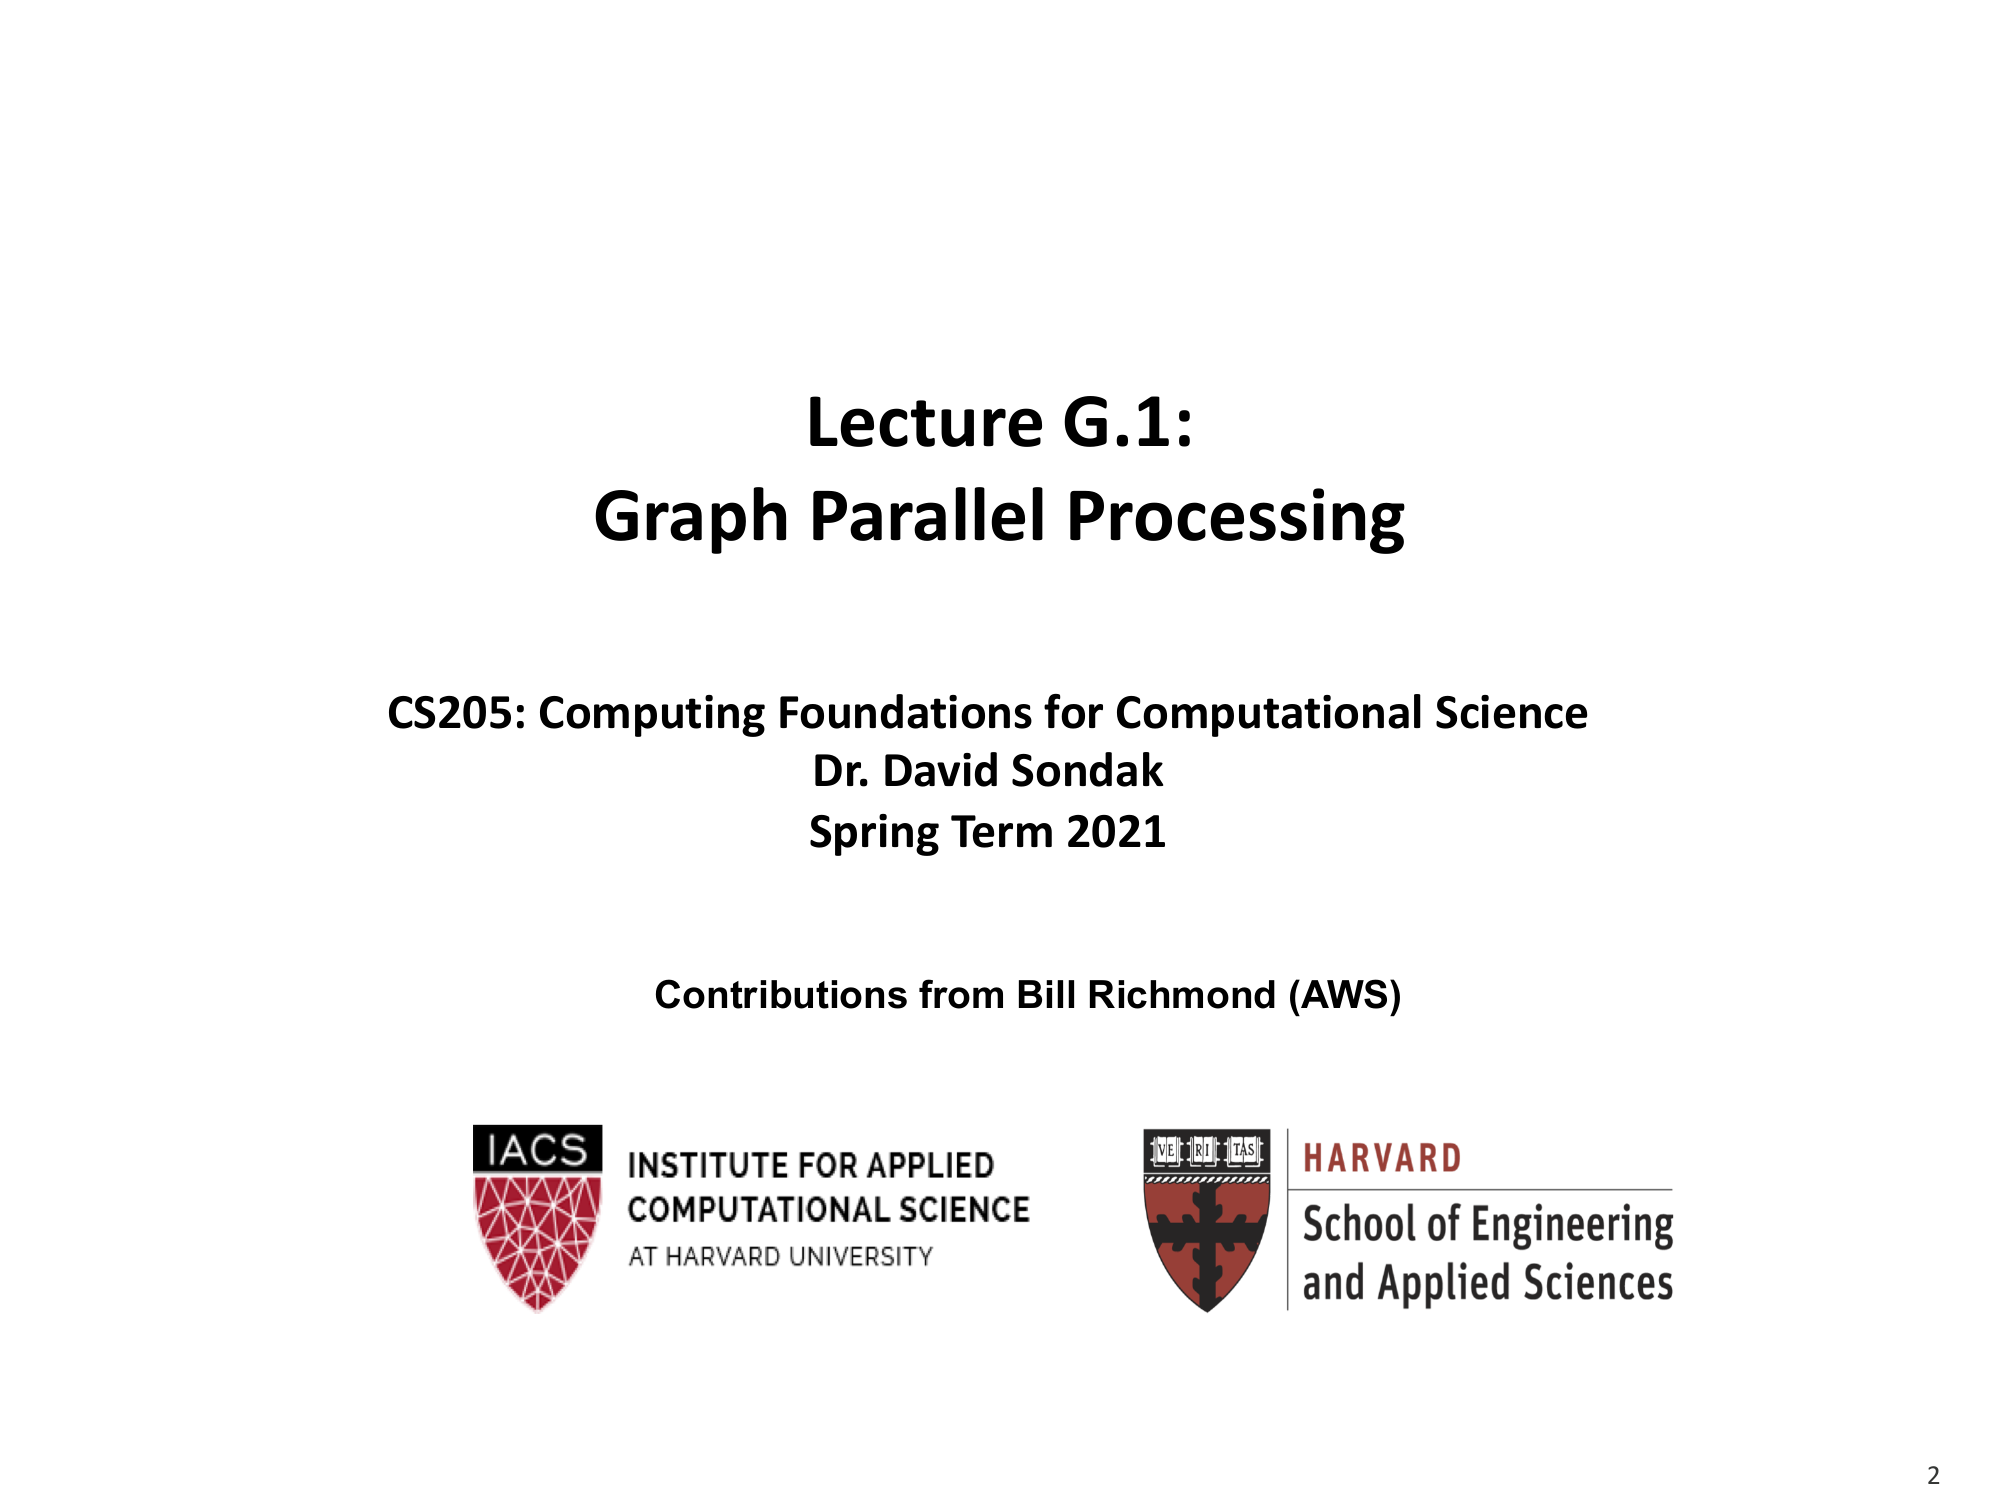 Lecture G.1:
Graph Parallel Processing
CS205: Computing Foundations for Computational Science
Dr. David Sondak
Spring Term 2021
Contributions from Bill Richmond (AWS)
IACS
INSTITUTE FOR APPLIED
COMPUTATIONAL SCIENCE
AT HARVARD UNIVERSITY
VE RI TAS
HARVARD
School of Engineering
and Applied Sciences
2